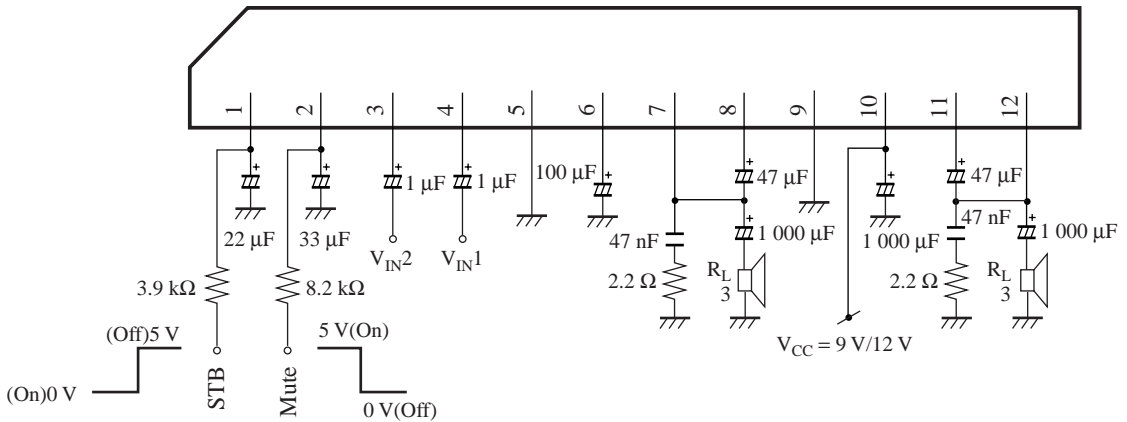 1
2
3
4
5
6
7
8
9
10
11
12
22 µF
33 µF
1 µF
1 µF
100 µF
47 µF
47 µF
V_IN2
V_IN1
47 nF
1 000 µF
1 000 µF
47 nF
1 000 µF
3.9 kΩ
8.2 kΩ
2.2 Ω
R_L
3
2.2 Ω
R_L
3
(Off)5 V
(On)0 V
STB
Mute
5 V(On)
0 V(Off)
V_CC = 9 V/12 V